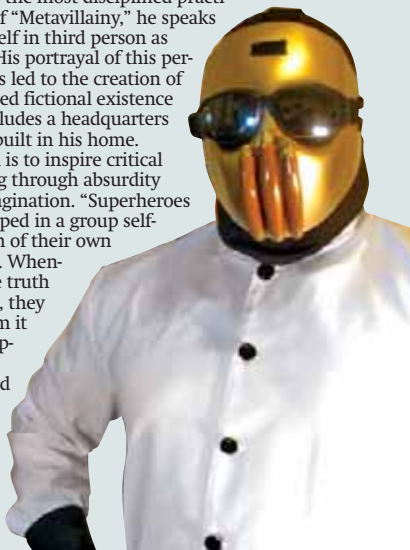 the most disciplined practi
f “Metavillainy,” he speaks
elf in third person as
His portrayal of this per-
s led to the creation of
ed fictional existence
ludes a headquarters
built in his home.
is to inspire critical
g through absurdity
gination. “Superheroes
ped in a group self-
n of their own
. When-
e truth
, they
m it
p-
rd